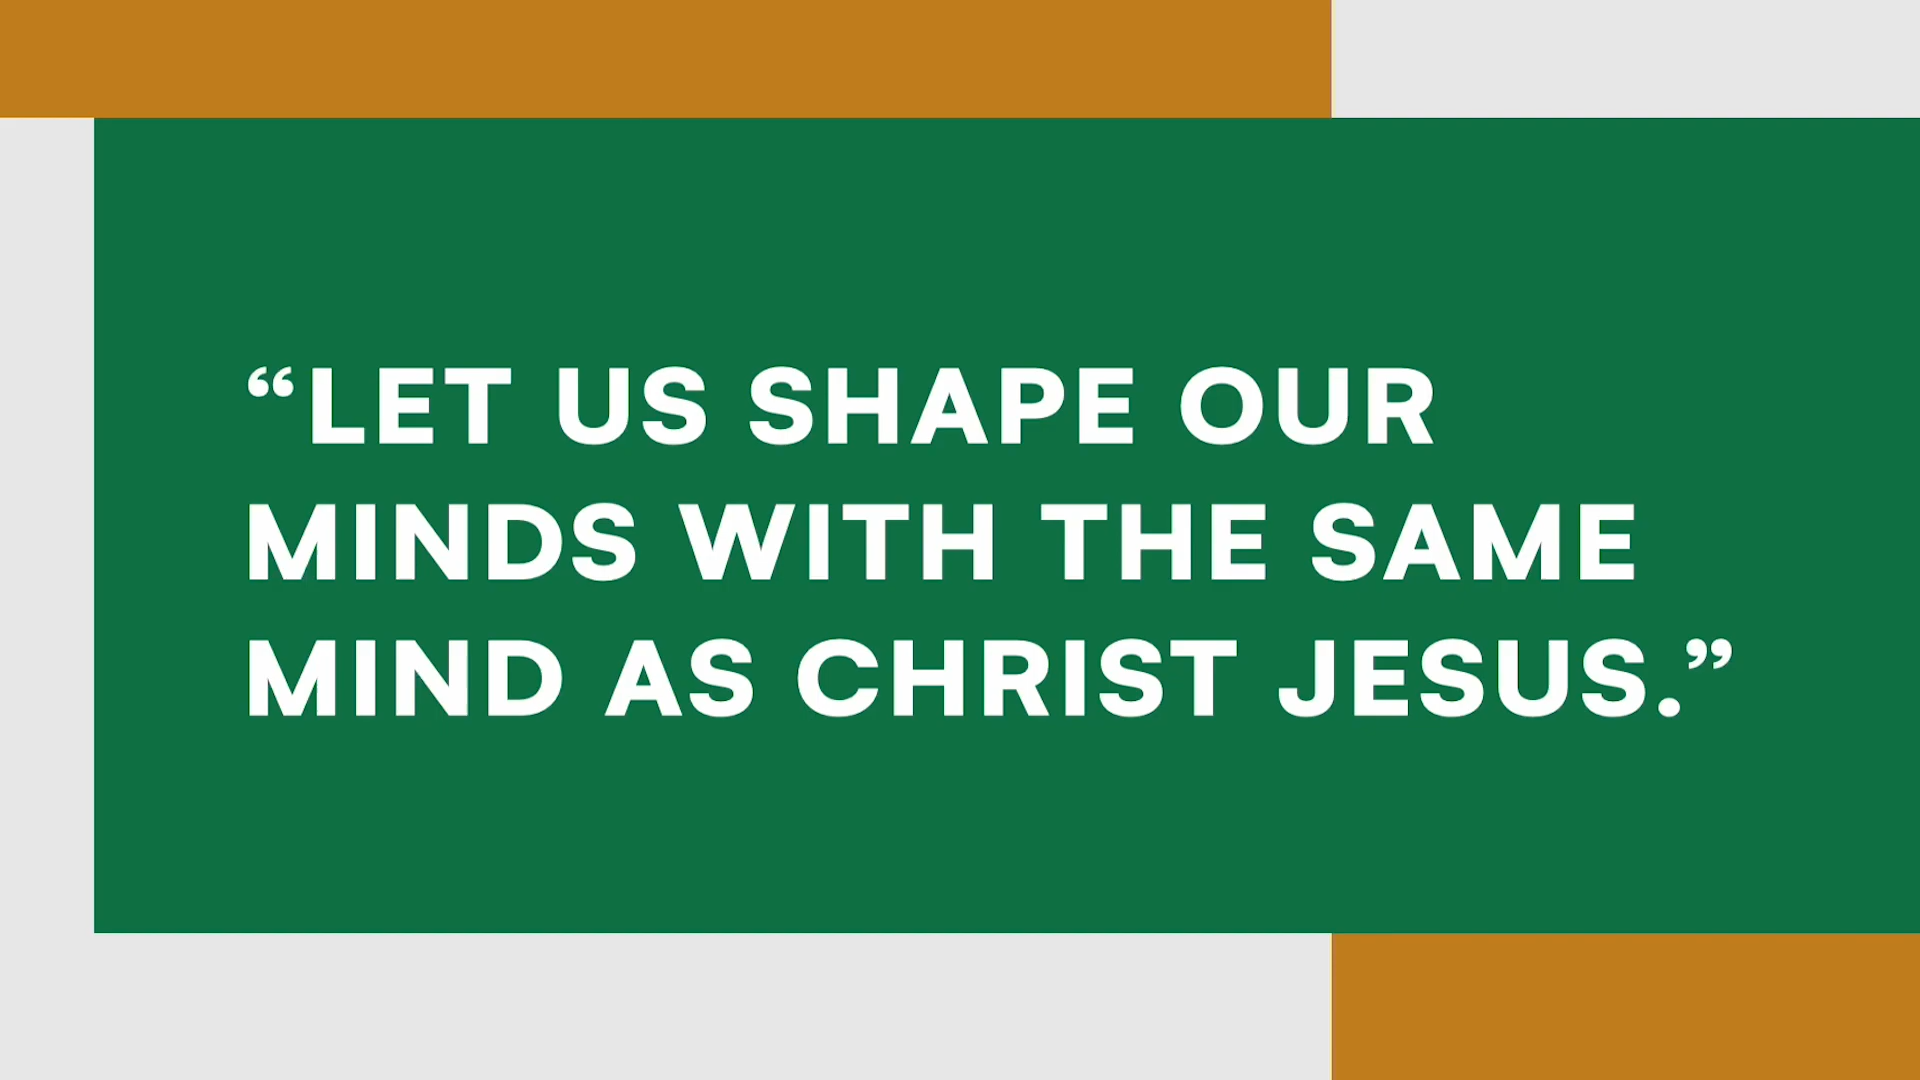 “LET US SHAPE OUR
MINDS WITH THE SAME
MIND AS CHRIST JESUS.”